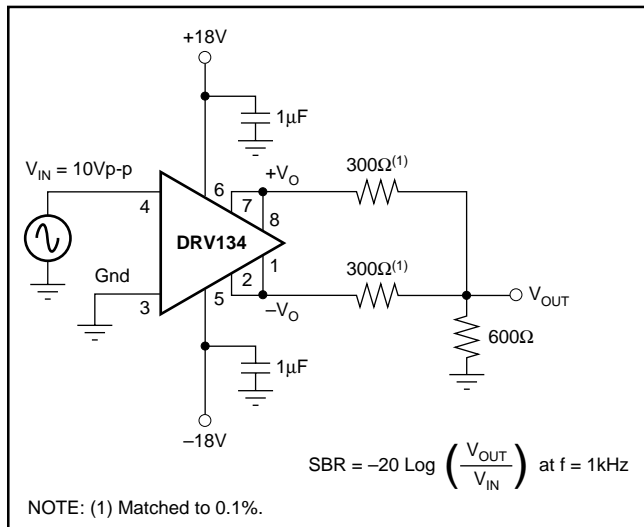 +18V
1µF
V_IN = 10Vp-p
300Ω(1)
+V_O
6
7
4
8
DRV134
300Ω(1)
1
Gnd
2
V_OUT
3
5
–V_O
600Ω
1µF
–18V
SBR = –20 Log (V_OUT / V_IN) at f = 1kHz
NOTE: (1) Matched to 0.1%.